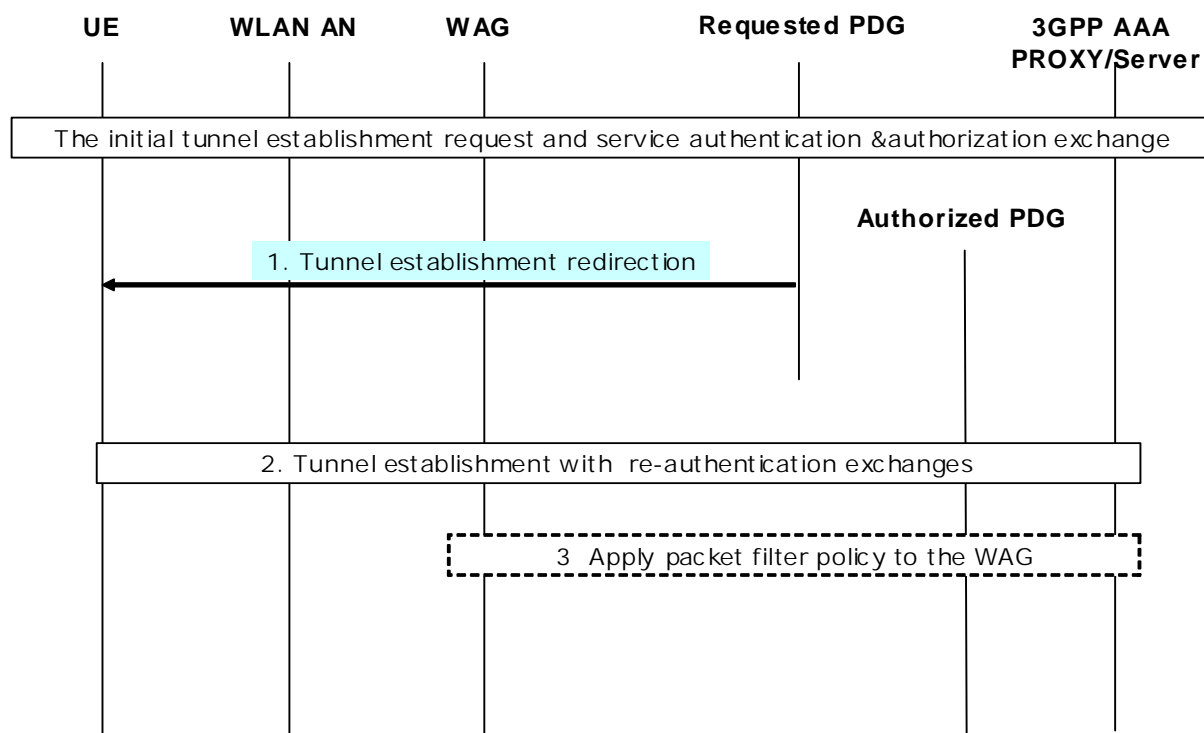 UE
WLAN AN
WAG
Requested PDG
3GPP AAA
PROXY/Server
The initial tunnel establishment request and service authentication &authorization exchange
Authorized PDG
1. Tunnel establishment redirection
2. Tunnel establishment with re-authentication exchanges
3 Apply packet filter policy to the WAG